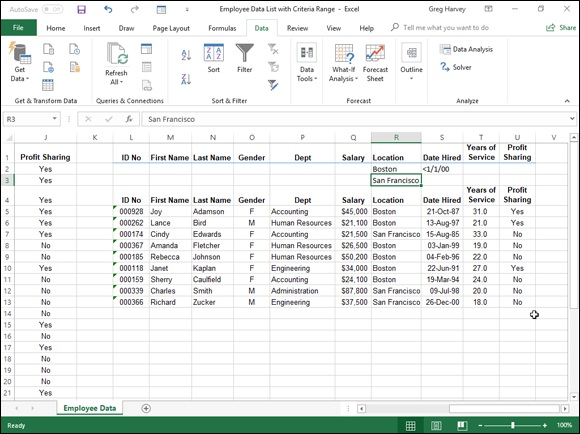 AutoSave Off Employee Data List with Criteria Range - Excel Greg Harvey
File Home Insert Draw Page Layout Formulas Data Review View Tell me what you want to do Share
Get Data Refresh All Sort Filter Data Tools What-If Analysis Forecast Sheet Outline Data Analysis Solver
Get & Transform Data Queries & Connections Sort & Filter Forecast Analyze
R3 fx San Francisco
J K L M N O P Q R S T U V
1 Profit Sharing ID No First Name Last Name Gender Dept Salary Location Date Hired Years of Service Profit Sharing
2 Yes Boston <1/1/00
3 Yes San Francisco
4 Yes ID No First Name Last Name Gender Dept Salary Location Date Hired Years of Service Profit Sharing
5 Yes 000928 Joy Adamson F Accounting $45,000 Boston 21-Oct-87 31.0 Yes
6 Yes 000262 Lance Bird M Human Resources $21,100 Boston 13-Aug-97 21.0 Yes
7 Yes 000174 Cindy Edwards F Accounting $21,500 San Francisco 15-Aug-85 33.0 No
8 No 000367 Amanda Fletcher F Human Resources $26,500 Boston 03-Jan-99 19.0 No
9 No 000185 Rebecca Johnson F Human Resources $50,200 Boston 04-Feb-96 22.0 No
10 Yes 000118 Janet Kaplan F Engineering $34,000 Boston 22-Jun-91 27.0 Yes
11 No 000159 Sherry Caulfield F Accounting $24,100 Boston 19-Mar-94 24.0 No
12 No 000339 Charles Smith M Administration $87,800 San Francisco 09-Jul-98 20.0 No
13 No 000366 Richard Zucker M Engineering $37,500 San Francisco 26-Dec-00 18.0 No
14 No
15 Yes
16 No
17 Yes
18 No
19 No
20 No
21 Yes
Employee Data
Ready 100%